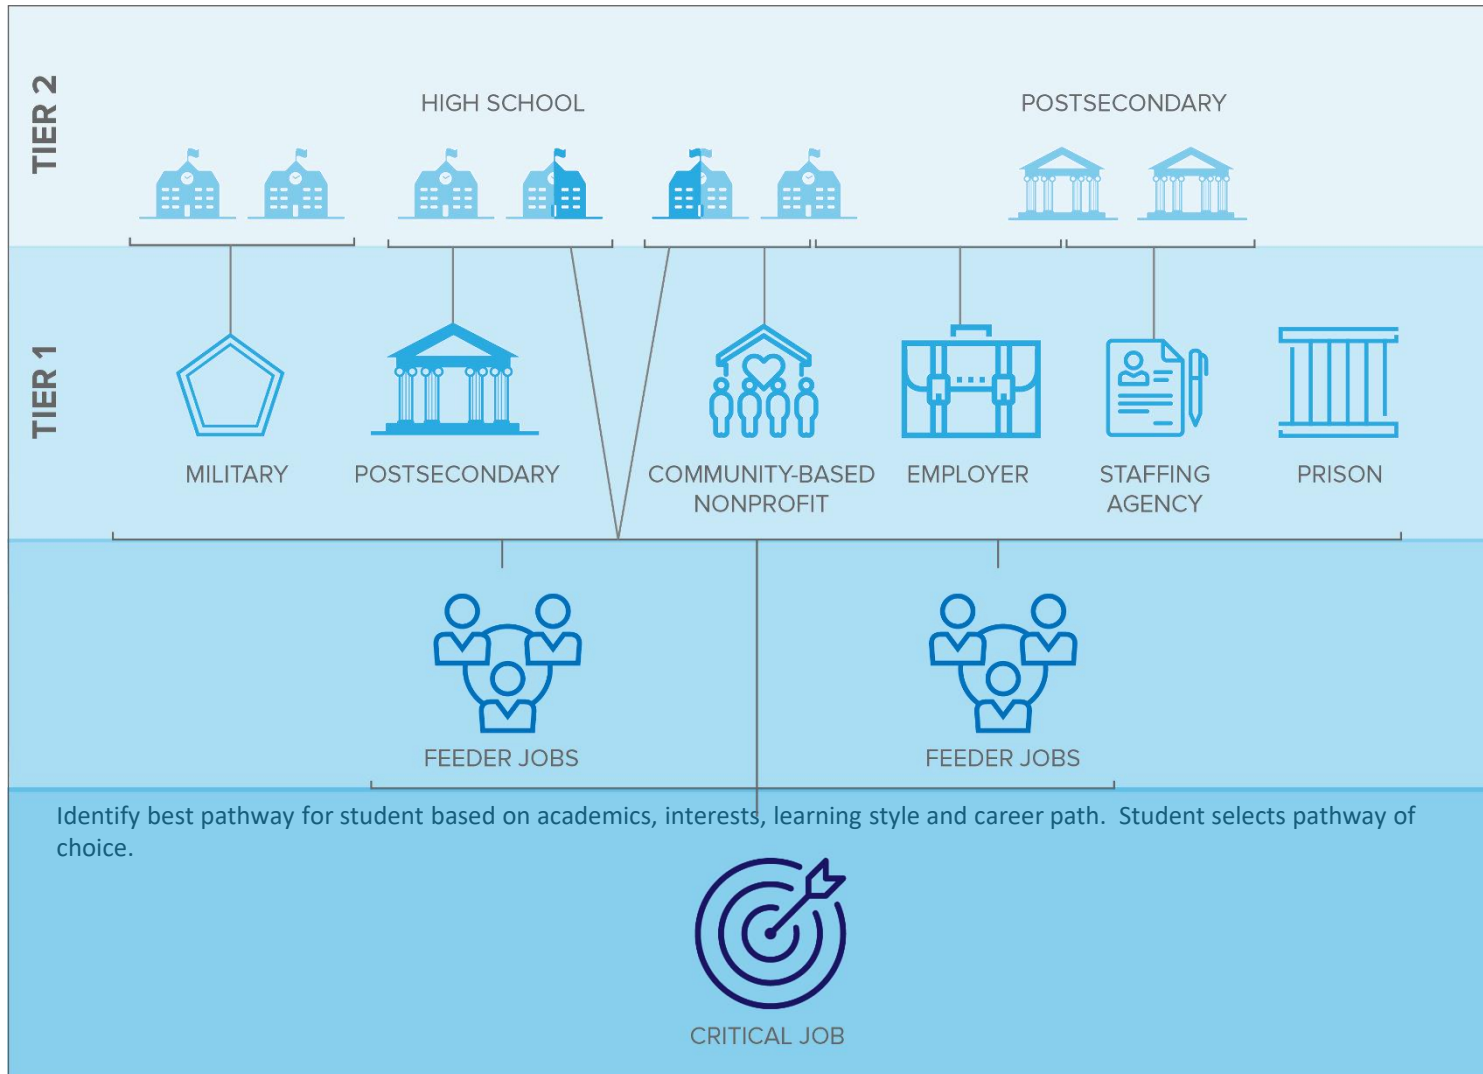 TIER 2
HIGH SCHOOL
POSTSECONDARY
TIER 1
MILITARY
POSTSECONDARY
COMMUNITY-BASED
NONPROFIT
EMPLOYER
STAFFING
AGENCY
PRISON
FEEDER JOBS
FEEDER JOBS
Identify best pathway for student based on academics, interests, learning style and career path.  Student selects pathway of
choice.
CRITICAL JOB